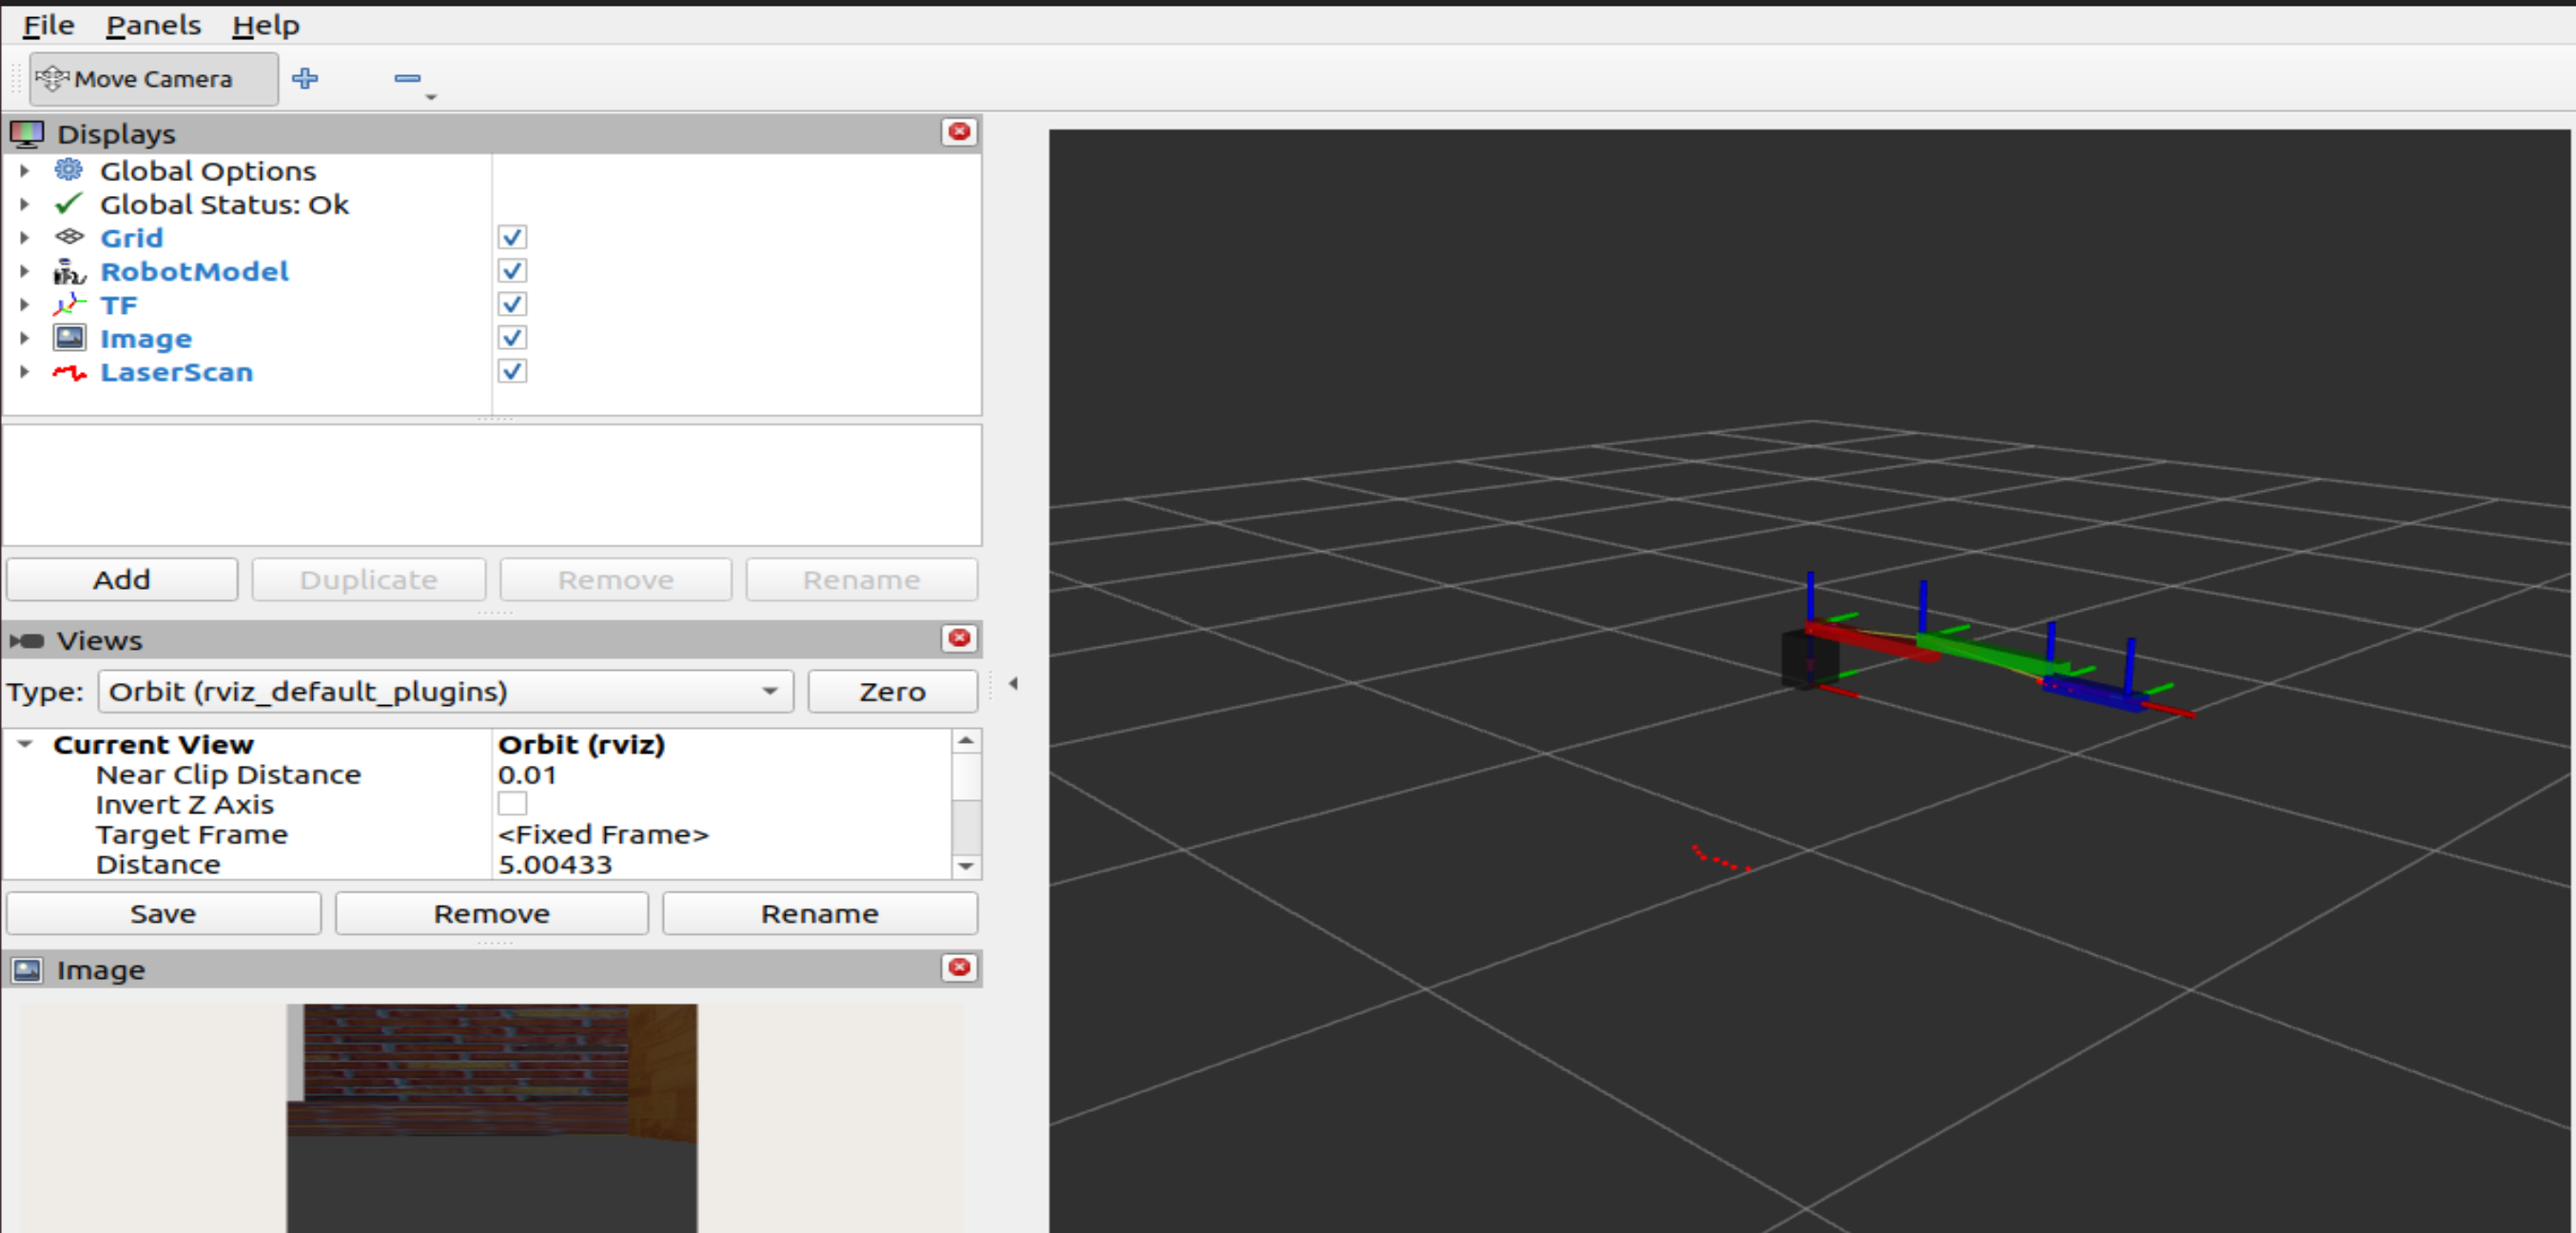 File Panels Help
Move Camera
Displays
Global Options
Global Status: Ok
Grid
RobotModel
TF
Image
LaserScan
Add Duplicate Remove Rename
Views
Type: Orbit (rviz_default_plugins) Zero
Current View Orbit (rviz)
Near Clip Distance 0.01
Invert Z Axis
Target Frame <Fixed Frame>
Distance 5.00433
Save Remove Rename
Image